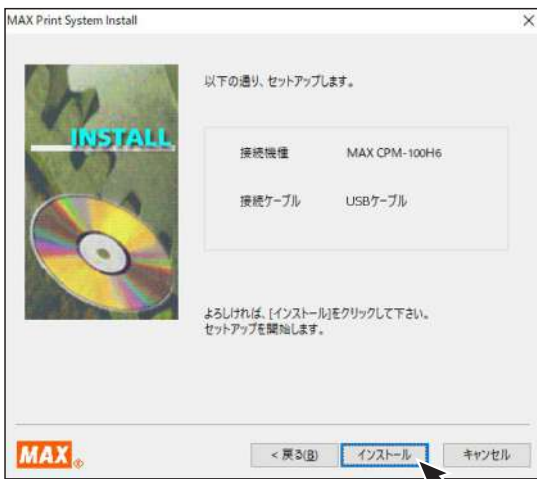 MAX Print System Install
INSTALL
以下の通り、セットアップします。
接続機種 MAX CPM-100H6
接続ケーブル USBケーブル
よろしければ、[インストール]をクリックして下さい。
セットアップを開始します。
MAX®
< 戻る(B) インストール キャンセル